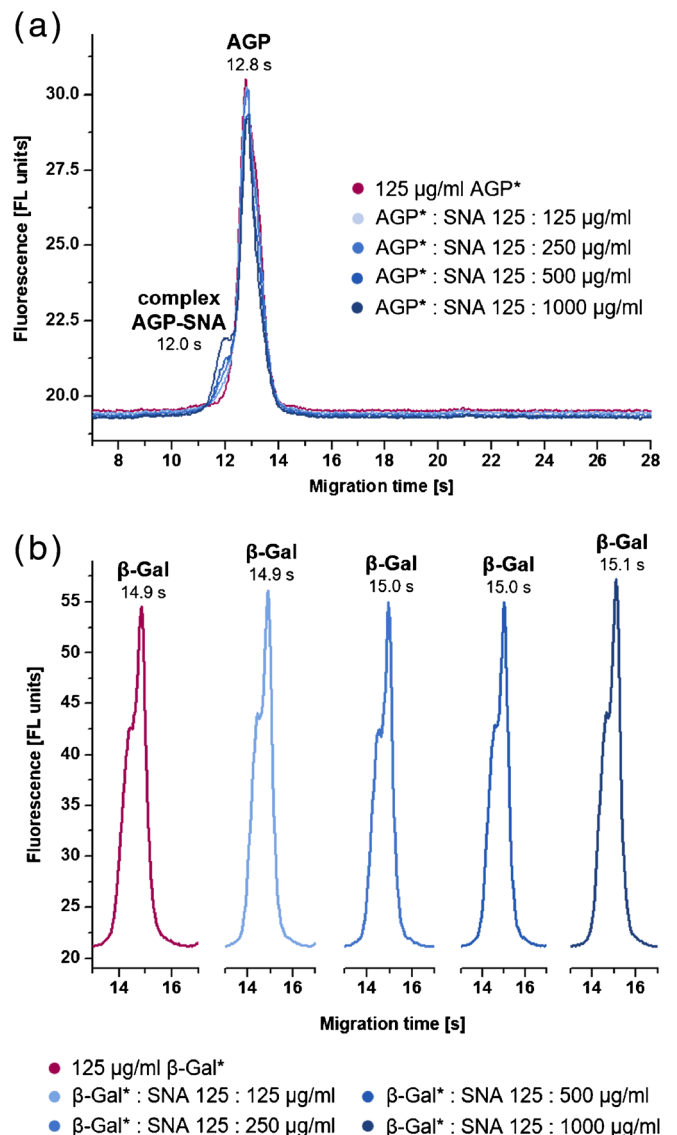 (a)
AGP
12.8 s
30.0
27.5
25.0
22.5
20.0
Fluorescence [FL units]
125 µg/ml AGP*
AGP* : SNA 125 : 125 µg/ml
AGP* : SNA 125 : 250 µg/ml
AGP* : SNA 125 : 500 µg/ml
AGP* : SNA 125 : 1000 µg/ml
complex
AGP-SNA
12.0 s
8 10 12 14 16 18 20 22 24 26 28
Migration time [s]
(b)
β-Gal
14.9 s
β-Gal
14.9 s
β-Gal
15.0 s
β-Gal
15.0 s
β-Gal
15.1 s
55
50
45
40
35
30
25
20
Fluorescence [FL units]
14 16 14 16 14 16 14 16 14 16
Migration time [s]
125 µg/ml β-Gal*
β-Gal* : SNA 125 : 125 µg/ml
β-Gal* : SNA 125 : 500 µg/ml
β-Gal* : SNA 125 : 250 µg/ml
β-Gal* : SNA 125 : 1000 µg/ml